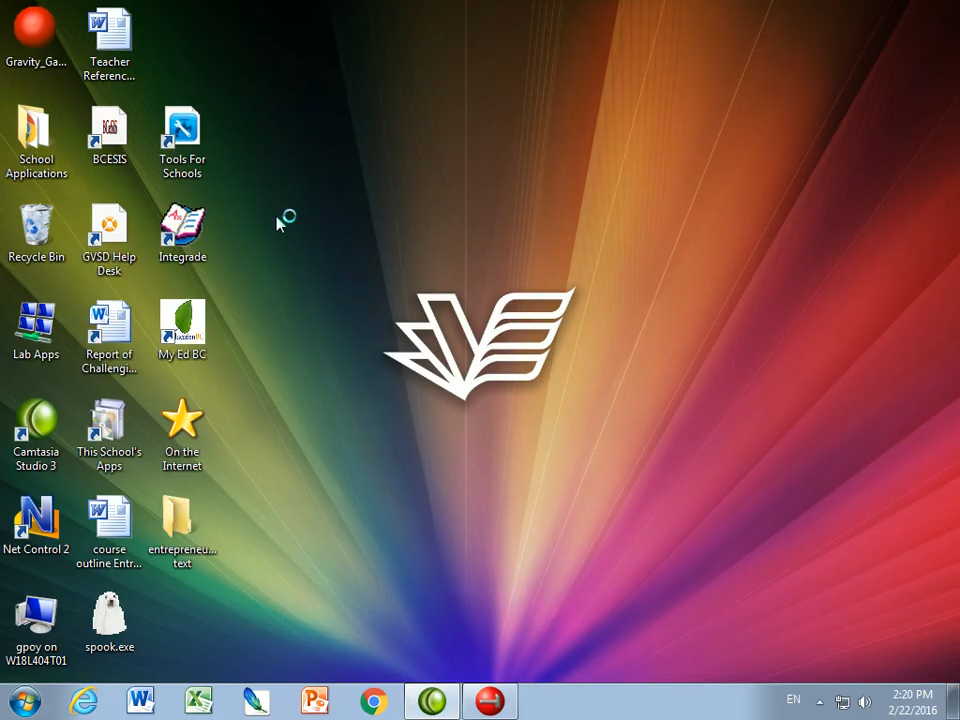 Gravity_Ga...
Teacher
Referenc...
School
Applications
BCESIS
BCeSIS
Tools For
Schools
Recycle Bin
GVSD Help
Desk
Integrade
Lab Apps
Report of
Challengi...
My Ed BC
Camtasia
Studio 3
This School's
Apps
On the
Internet
Net Control 2
course
outline Entr...
entrepreneu...
text
gpoy on
W18L404T01
spook.exe
EN
2:20 PM
2/22/2016